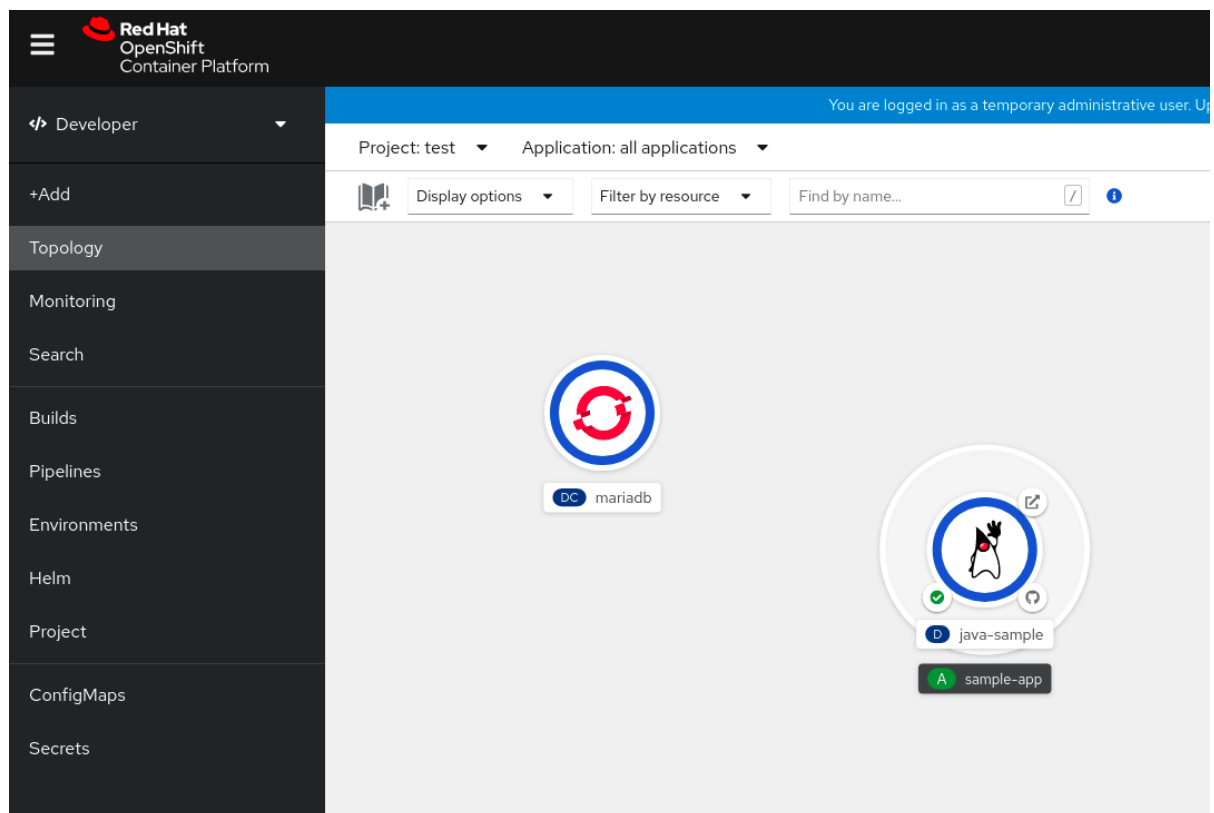 Red Hat
OpenShift
Container Platform
You are logged in as a temporary administrative user.
Developer
Project: test
Application: all applications
+Add
Display options
Filter by resource
Find by name...
/
Topology
Monitoring
Search
Builds
Pipelines
Environments
Helm
Project
ConfigMaps
Secrets
DC mariadb
D java-sample
A sample-app